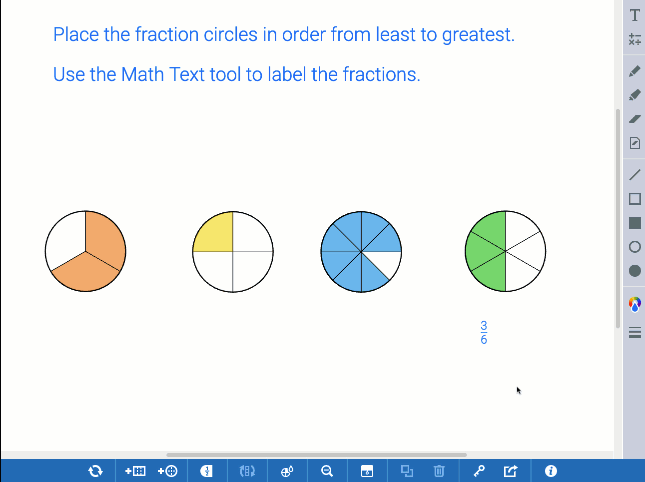 Place the fraction circles in order from least to greatest.
Use the Math Text tool to label the fractions.
3
6